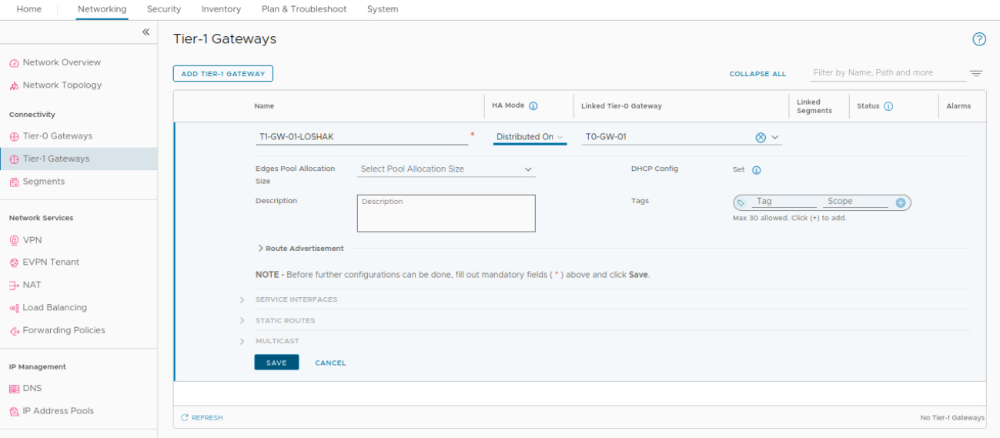 Home Networking Security Inventory Plan & Troubleshoot System
«
Network Overview
Network Topology
Connectivity
Tier-0 Gateways
Tier-1 Gateways
Segments
Network Services
VPN
EVPN Tenant
NAT
Load Balancing
Forwarding Policies
IP Management
DNS
IP Address Pools
Tier-1 Gateways
?
ADD TIER-1 GATEWAY
COLLAPSE ALL
Filter by Name, Path and more
Name
HA Mode
Linked Tier-0 Gateway
Linked
Segments
Status
Alarms
T1-GW-01-LOSHAK *
Distributed On
T0-GW-01
Edges Pool Allocation
Size
Select Pool Allocation Size
DHCP Config
Set
Description
Description
Tags
Tag Scope
Max 30 allowed. Click (+) to add.
Route Advertisement
NOTE - Before further configurations can be done, fill out mandatory fields ( * ) above and click Save.
SERVICE INTERFACES
STATIC ROUTES
MULTICAST
SAVE CANCEL
REFRESH
No Tier-1 Gateways